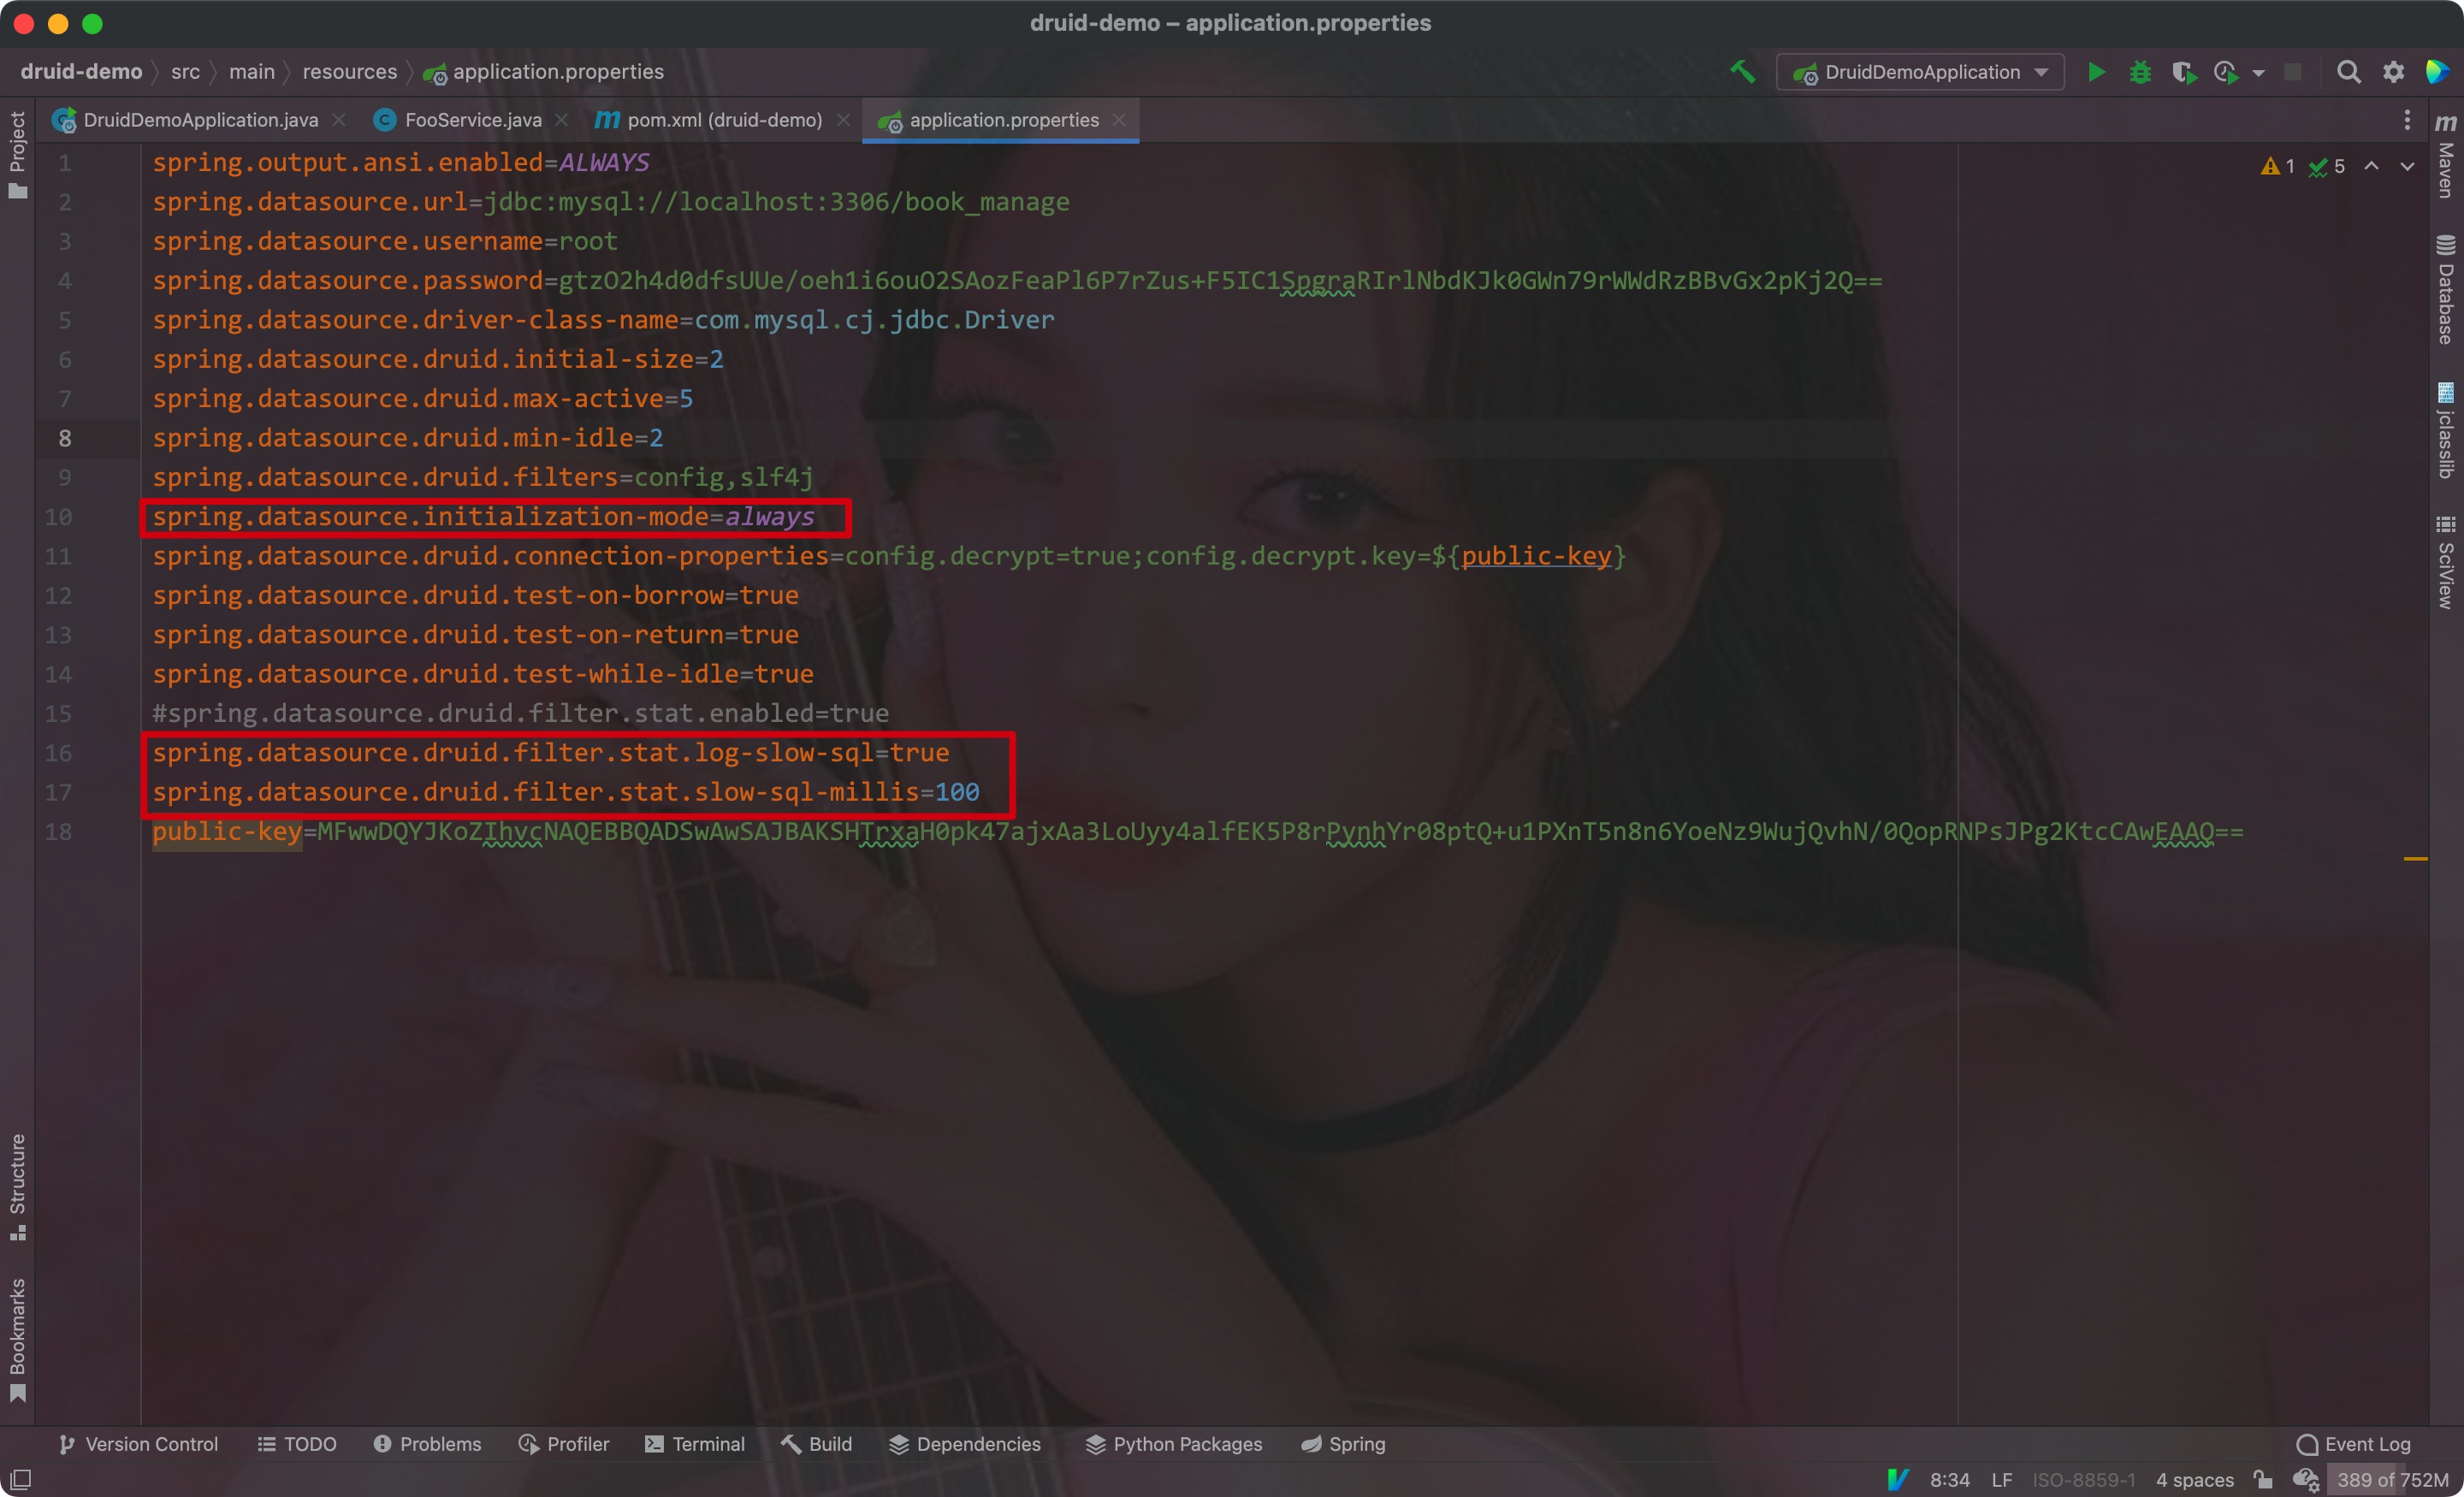 druid-demo – application.properties
druid-demo src main resources application.properties DruidDemoApplication
DruidDemoApplication.java FooService.java pom.xml (druid-demo) application.properties
1 spring.output.ansi.enabled=ALWAYS
2 spring.datasource.url=jdbc:mysql://localhost:3306/book_manage
3 spring.datasource.username=root
4 spring.datasource.password=gtzO2h4d0dfsUUe/oeh1i6ouO2SAozFeaPl6P7rZus+F5IC1SpgraRIrlNbdKJk0GWn79rWWdRzBBvGx2pKj2Q==
5 spring.datasource.driver-class-name=com.mysql.cj.jdbc.Driver
6 spring.datasource.druid.initial-size=2
7 spring.datasource.druid.max-active=5
8 spring.datasource.druid.min-idle=2
9 spring.datasource.druid.filters=config,slf4j
10 spring.datasource.initialization-mode=always
11 spring.datasource.druid.connection-properties=config.decrypt=true;config.decrypt.key=${public-key}
12 spring.datasource.druid.test-on-borrow=true
13 spring.datasource.druid.test-on-return=true
14 spring.datasource.druid.test-while-idle=true
15 #spring.datasource.druid.filter.stat.enabled=true
16 spring.datasource.druid.filter.stat.log-slow-sql=true
17 spring.datasource.druid.filter.stat.slow-sql-millis=100
18 public-key=MFwwDQYJKoZIhvcNAQEBBQADSwAwSAJBAKSHTrxaH0pk47ajxAa3LoUyy4alfEK5P8rPynhYr08ptQ+u1PXnT5n8n6YoeNz9WujQvhN/0QopRNPsJPg2KtcCAwEAAQ==
1 5
Project
Structure
Bookmarks
m
Maven
Database
jclasslib
SciView
Version Control TODO Problems Profiler Terminal Build Dependencies Python Packages Spring Event Log
8:34 LF ISO-8859-1 4 spaces 389 of 752M